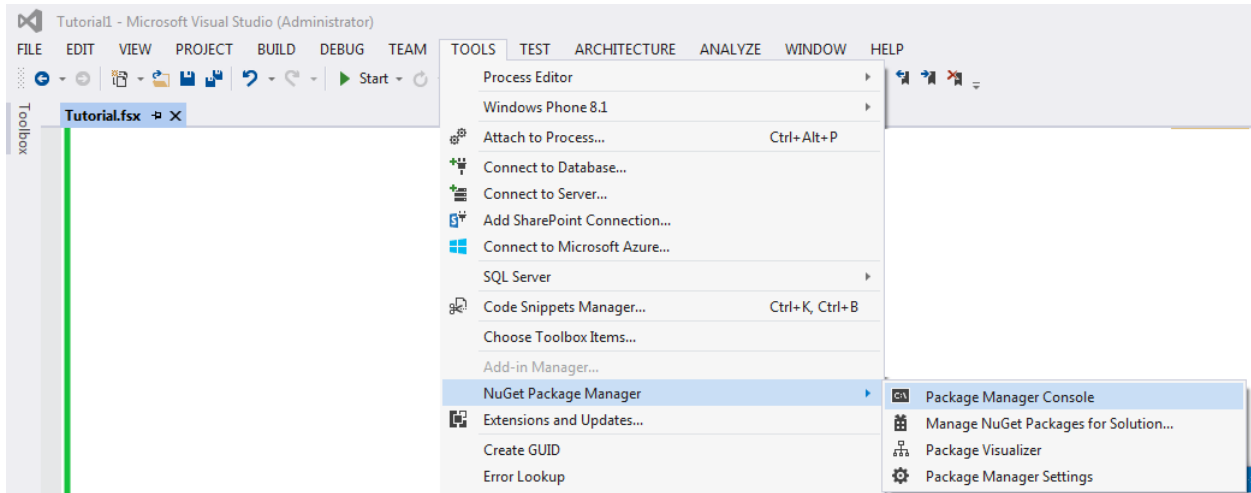 Tutorial1 - Microsoft Visual Studio (Administrator)
FILE EDIT VIEW PROJECT BUILD DEBUG TEAM TOOLS TEST ARCHITECTURE ANALYZE WINDOW HELP
Start
Toolbox
Tutorial.fsx
Process Editor
Windows Phone 8.1
Attach to Process... Ctrl+Alt+P
Connect to Database...
Connect to Server...
Add SharePoint Connection...
Connect to Microsoft Azure...
SQL Server
Code Snippets Manager... Ctrl+K, Ctrl+B
Choose Toolbox Items...
Add-in Manager...
NuGet Package Manager
Extensions and Updates...
Create GUID
Error Lookup
Package Manager Console
Manage NuGet Packages for Solution...
Package Visualizer
Package Manager Settings